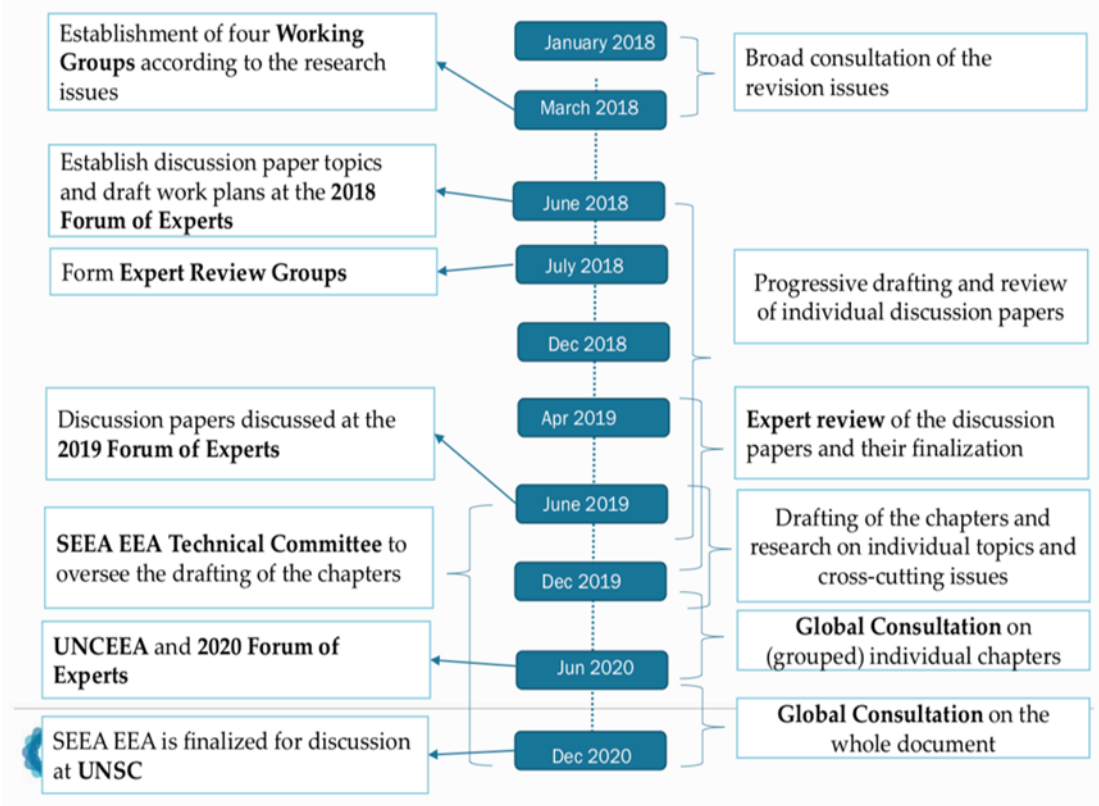 Establishment of four Working
Groups according to the research
issues
January 2018
March 2018
Broad consultation of the
revision issues
Establish discussion paper topics
and draft work plans at the 2018
Forum of Experts
June 2018
Form Expert Review Groups
July 2018
Progressive drafting and review
of individual discussion papers
Dec 2018
Discussion papers discussed at the
2019 Forum of Experts
Apr 2019
Expert review of the discussion
papers and their finalization
June 2019
SEEA EEA Technical Committee to
oversee the drafting of the chapters
Drafting of the chapters and
research on individual topics and
cross-cutting issues
Dec 2019
UNCEEA and 2020 Forum of
Experts
Jun 2020
Global Consultation on
(grouped) individual chapters
SEEA EEA is finalized for discussion
at UNSC
Dec 2020
Global Consultation on the
whole document